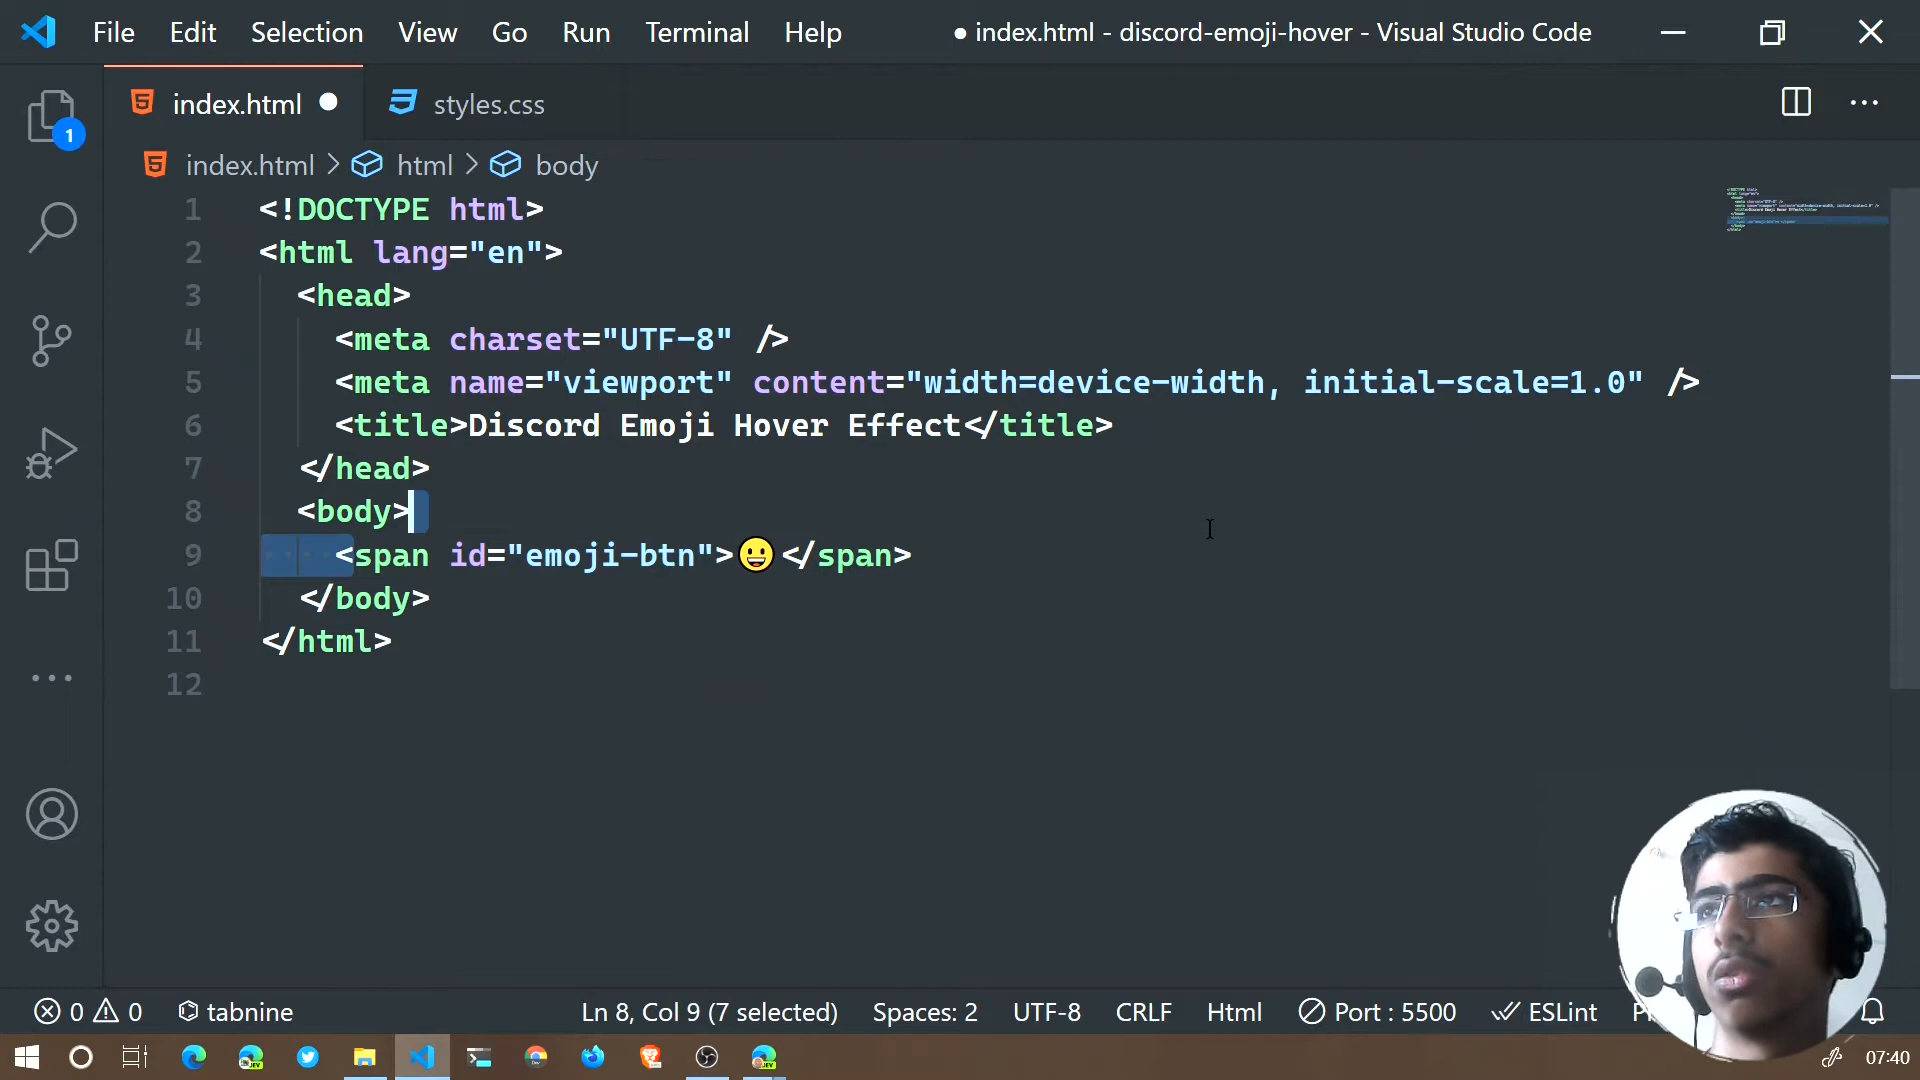 File Edit Selection View Go Run Terminal Help ● index.html - discord-emoji-hover - Visual Studio Code
index.html ● styles.css
1
index.html > html > body
1 <!DOCTYPE html>
2 <html lang="en">
3 <head>
4 <meta charset="UTF-8" />
5 <meta name="viewport" content="width=device-width, initial-scale=1.0" />
6 <title>Discord Emoji Hover Effect</title>
7 </head>
8 <body>
9 <span id="emoji-btn">😀</span>
10 </body>
11 </html>
12
0 0 tabnine Ln 8, Col 9 (7 selected) Spaces: 2 UTF-8 CRLF Html Port : 5500 ESLint
07:40